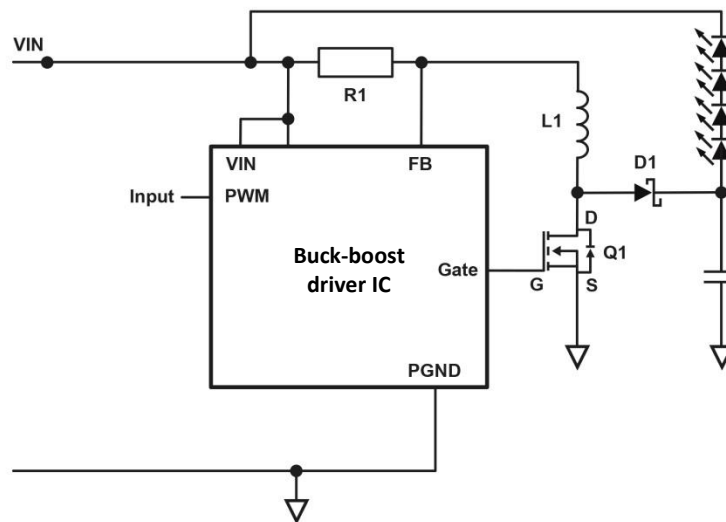 VIN
R1
L1
VIN
FB
D1
Input
PWM
D
Buck-boost
driver IC
Q1
Gate
G
S
PGND